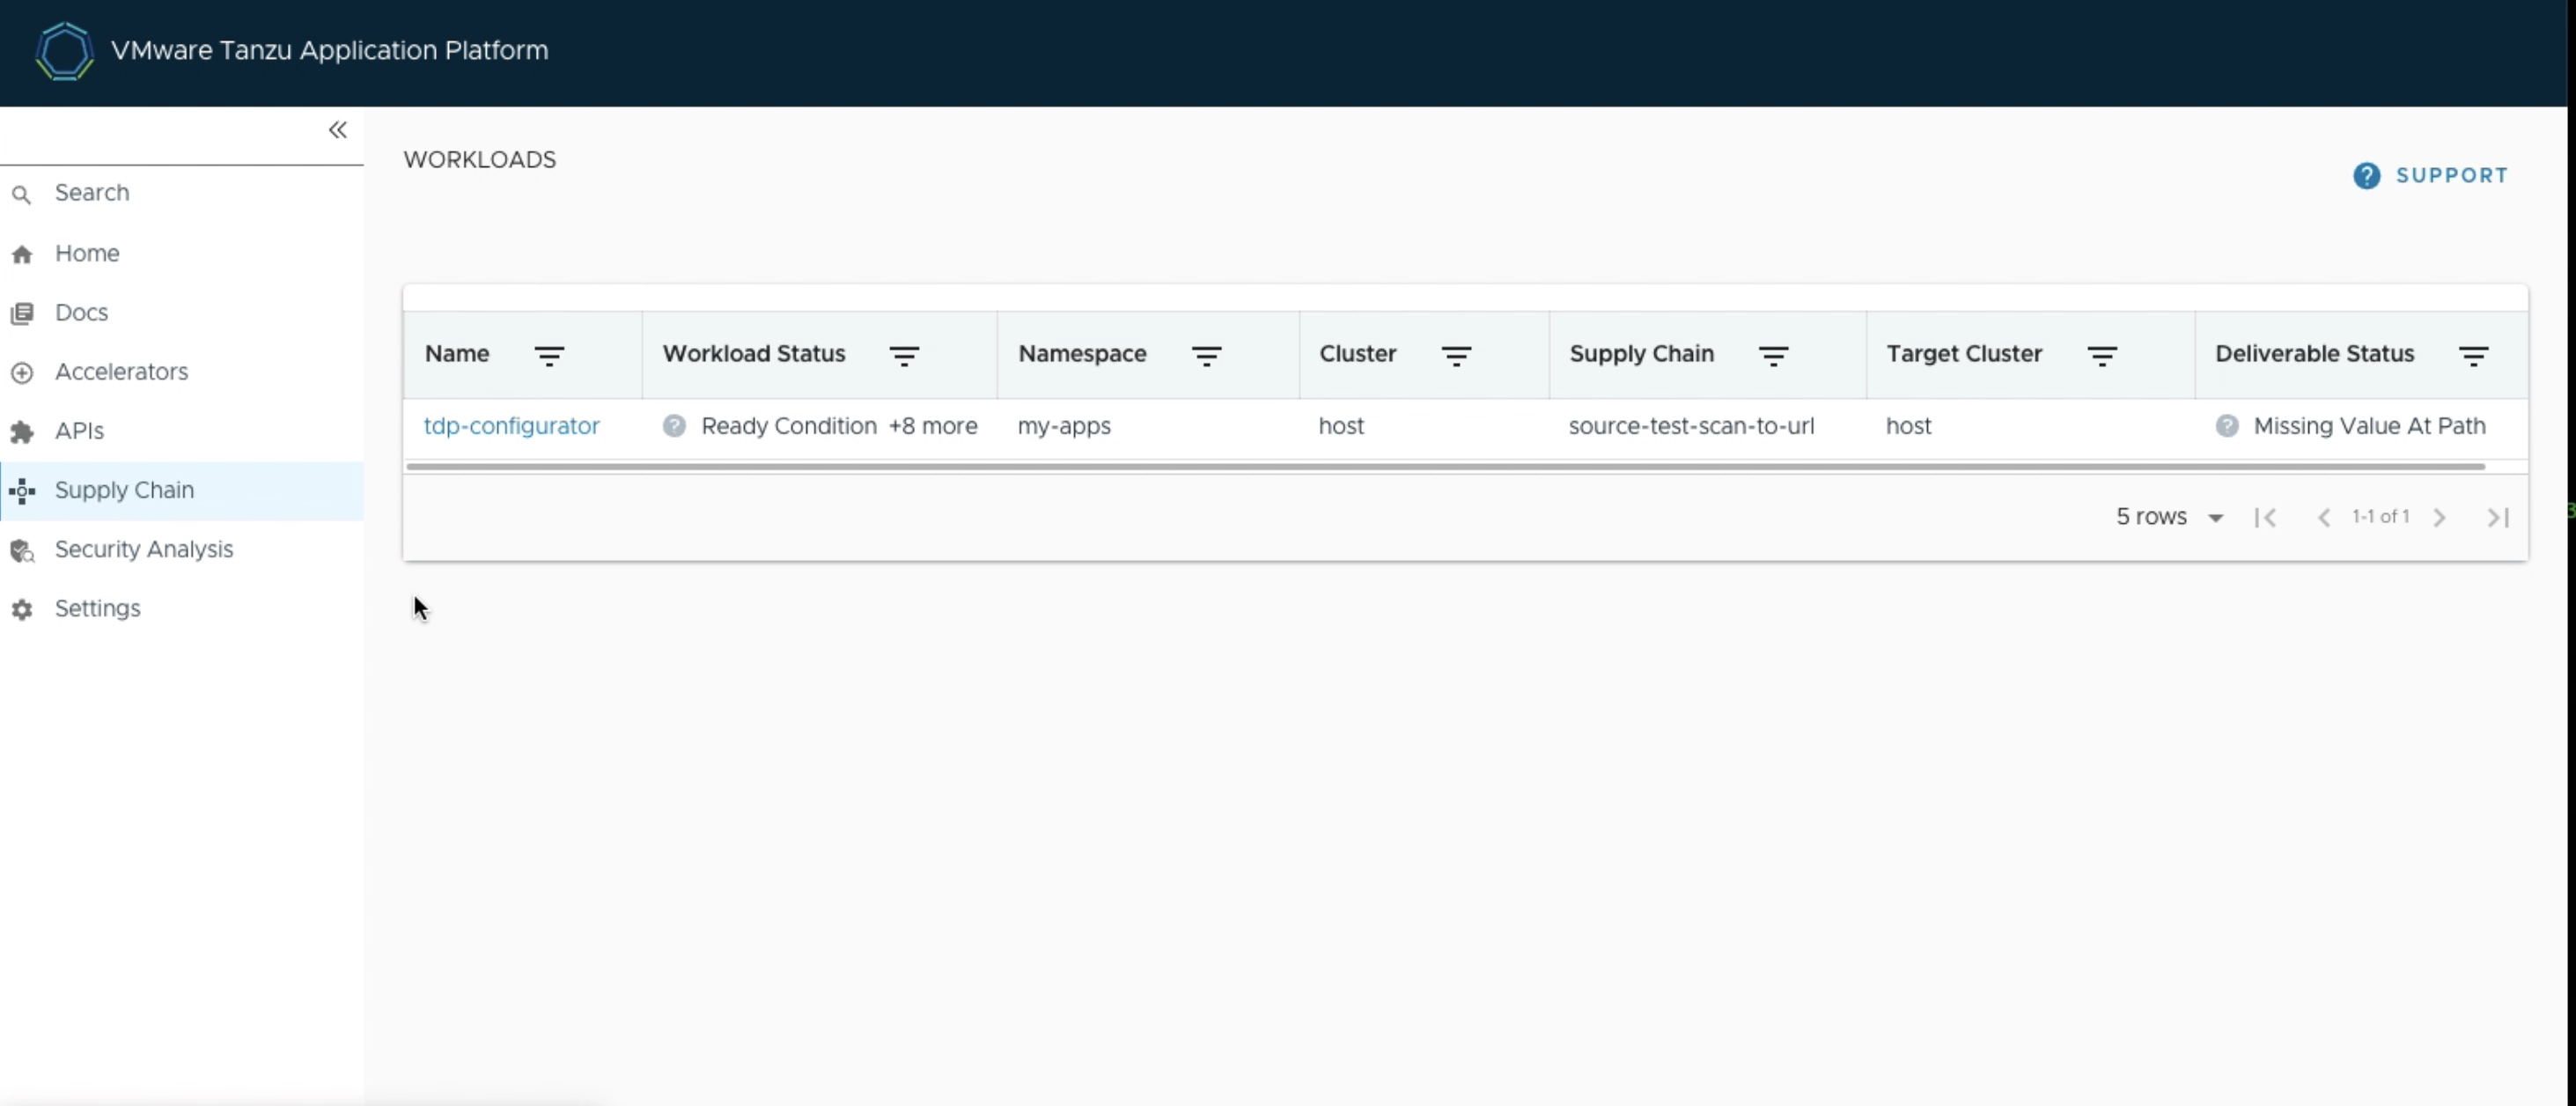 VMware Tanzu Application Platform
WORKLOADS
SUPPORT
Search
Home
Docs
Accelerators
APIs
Supply Chain
Security Analysis
Settings
Name Workload Status Namespace Cluster Supply Chain Target Cluster Deliverable Status
tdp-configurator Ready Condition +8 more my-apps host source-test-scan-to-url host Missing Value At Path
5 rows 1-1 of 1